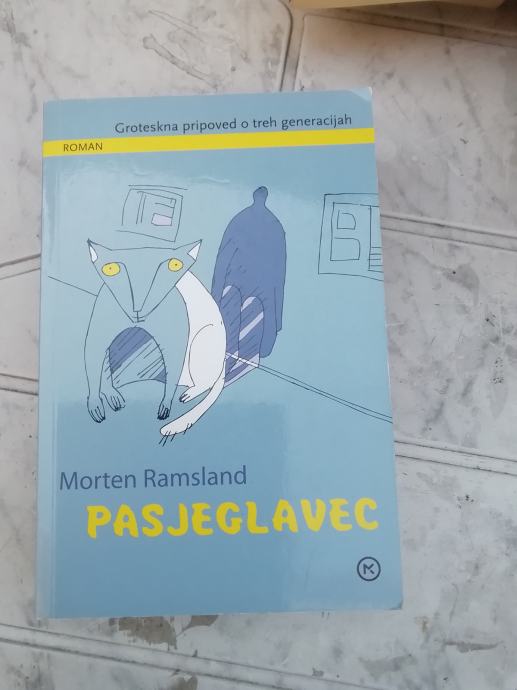 Groteskna pripoved o treh generacijah
ROMAN
Morten Ramsland
PASJEGLAVEC